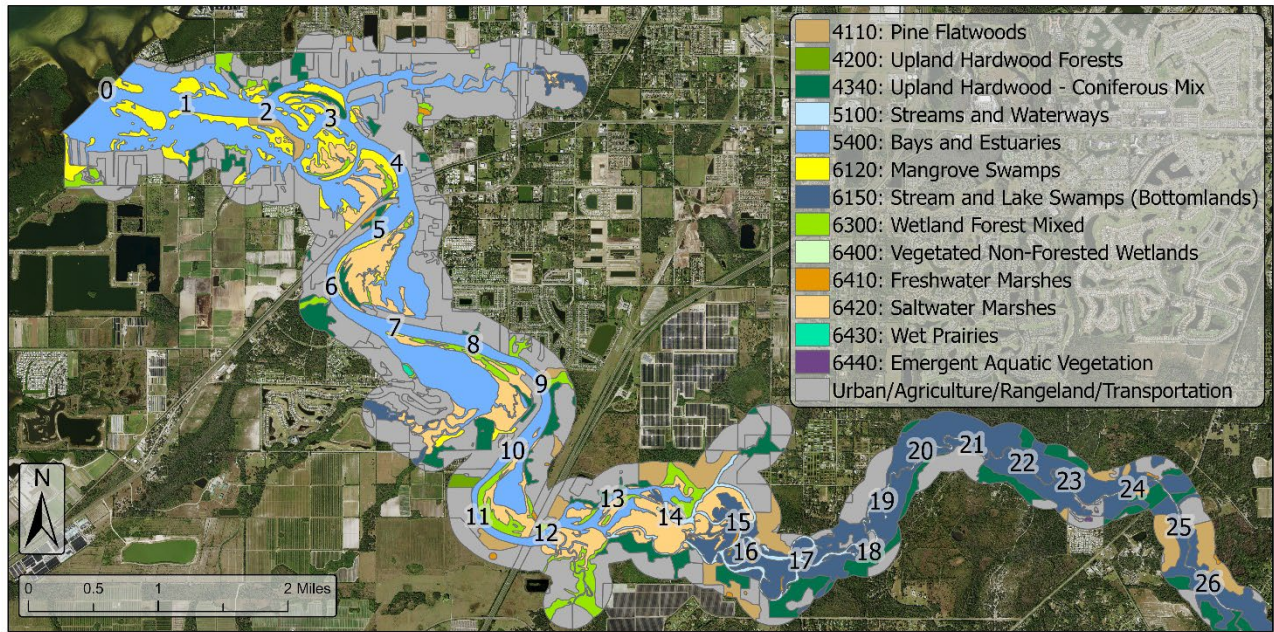 4110: Pine Flatwoods
4200: Upland Hardwood Forests
4340: Upland Hardwood - Coniferous Mix
5100: Streams and Waterways
5400: Bays and Estuaries
6120: Mangrove Swamps
6150: Stream and Lake Swamps (Bottomlands)
6300: Wetland Forest Mixed
6400: Vegetated Non-Forested Wetlands
6410: Freshwater Marshes
6420: Saltwater Marshes
6430: Wet Prairies
6440: Emergent Aquatic Vegetation
Urban/Agriculture/Rangeland/Transportation
0
1
2
3
4
5
6
7
8
9
10
11
12
13
14
15
16
17
18
19
20
21
22
23
24
25
26
N
0 0.5 1 2 Miles